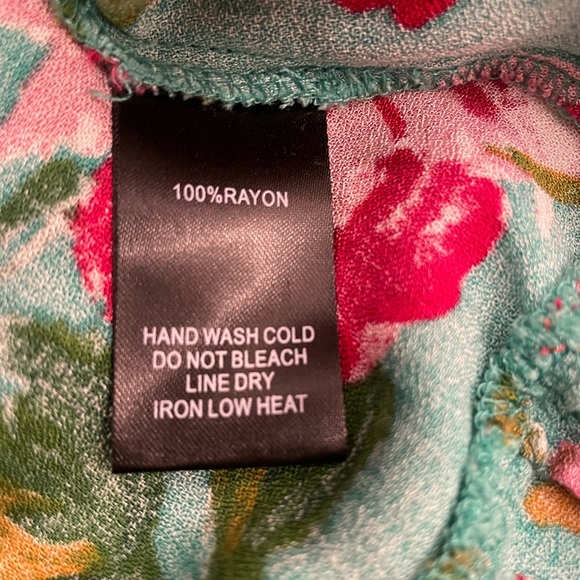 100%RAYON
HAND WASH COLD
DO NOT BLEACH
LINE DRY
IRON LOW HEAT